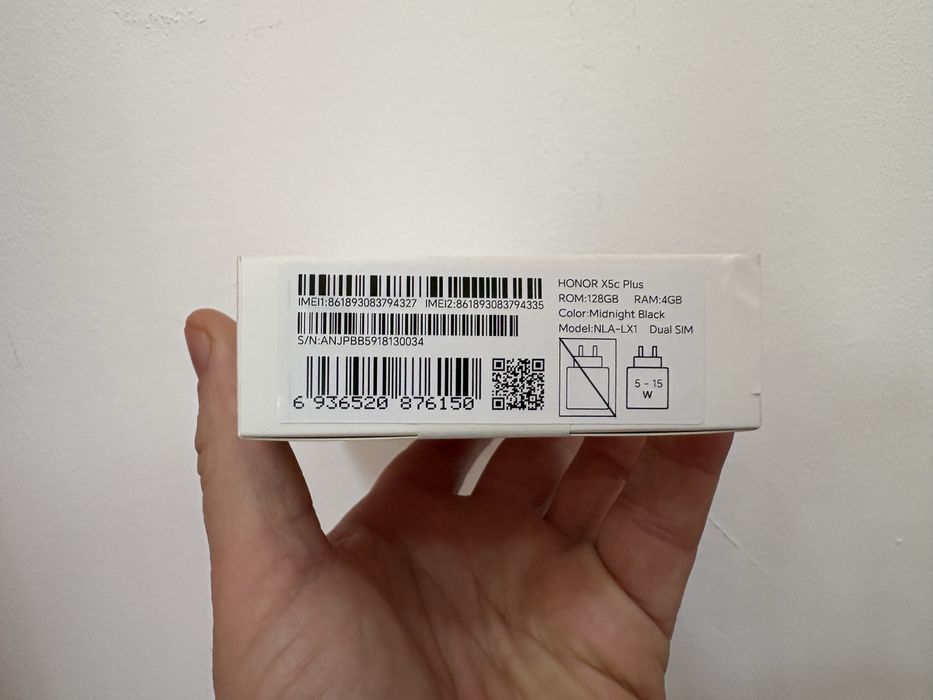 IMEI1:861893083794327 IMEI2:861893083794335
S/N:ANJPBB5918130034
6 936520 876150
HONOR X5c Plus
ROM:128GB RAM:4GB
Color:Midnight Black
Model:NLA-LX1 Dual SIM
5 - 15
W